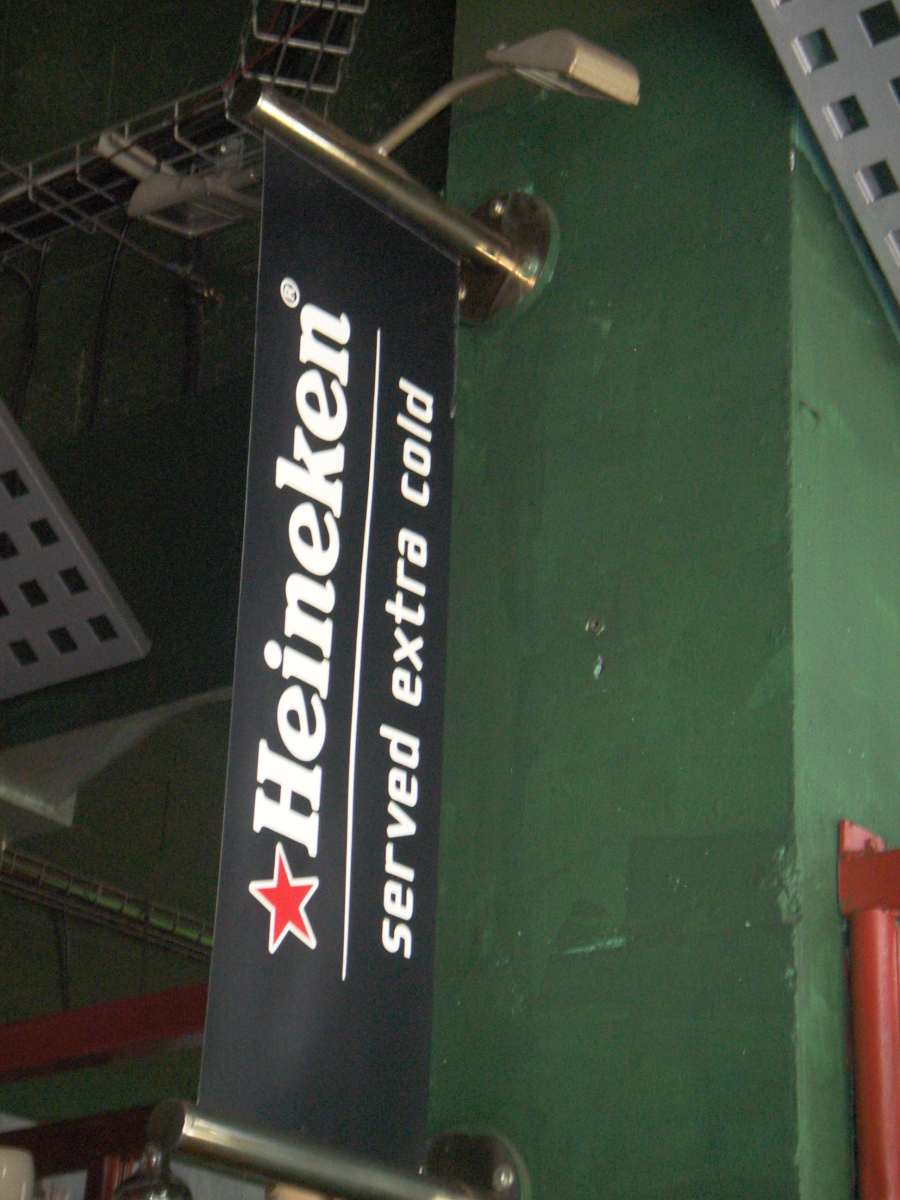 Heineken®
served extra cold